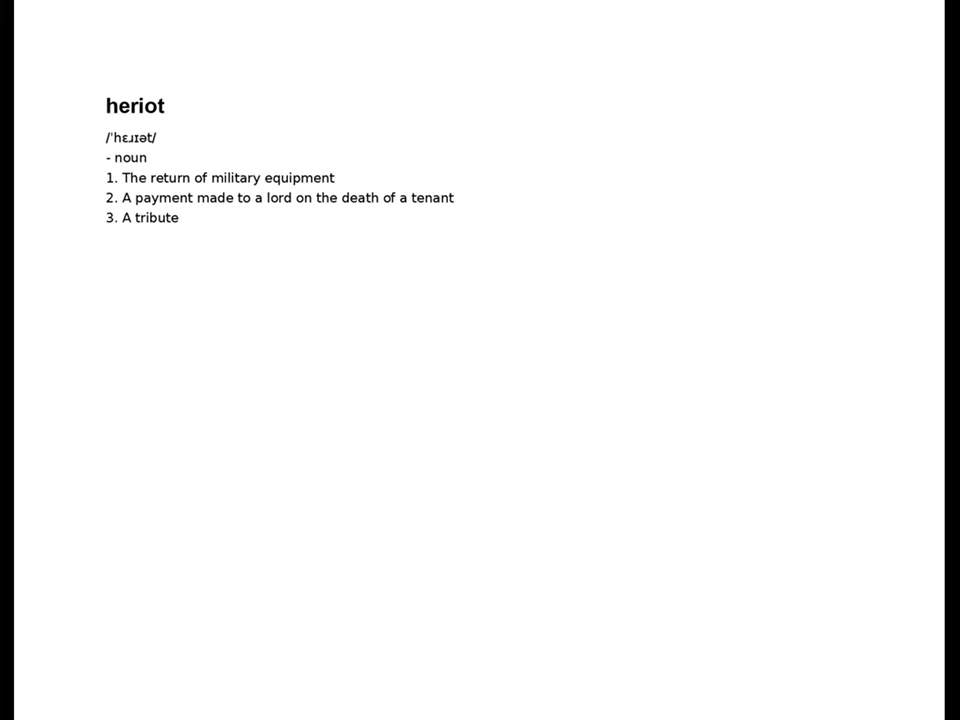 heriot
/ˈhɛɹɪət/
- noun
1. The return of military equipment
2. A payment made to a lord on the death of a tenant
3. A tribute